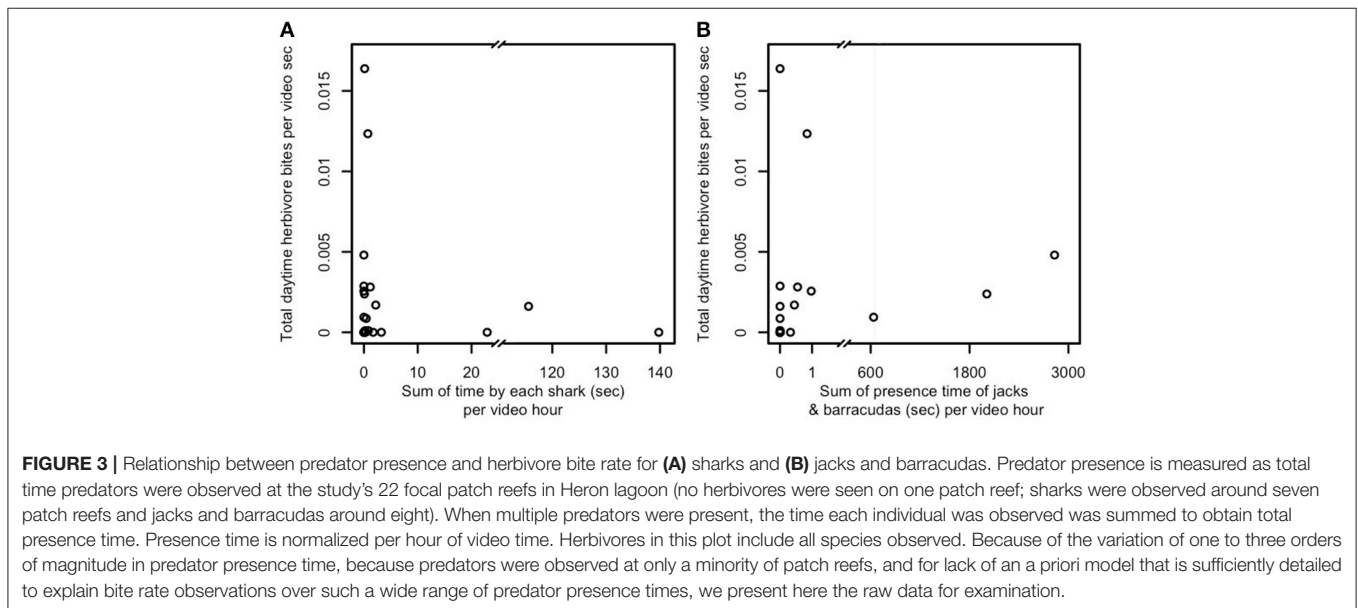 A
B
Total daytime herbivore bites per video sec
0.015
0.01
0.005
0
0 10 20 120 130 140
Sum of time by each shark (sec)
per video hour
Total daytime herbivore bites per video sec
0.015
0.01
0.005
0
0 1 600 1800 3000
Sum of presence time of jacks
& barracudas (sec) per video hour
FIGURE 3 | Relationship between predator presence and herbivore bite rate for (A) sharks and (B) jacks and barracudas. Predator presence is measured as total
time predators were observed at the study's 22 focal patch reefs in Heron lagoon (no herbivores were seen on one patch reef; sharks were observed around seven
patch reefs and jacks and barracudas around eight). When multiple predators were present, the time each individual was observed was summed to obtain total
presence time. Presence time is normalized per hour of video time. Herbivores in this plot include all species observed. Because of the variation of one to three orders
of magnitude in predator presence time, because predators were observed at only a minority of patch reefs, and for lack of an a priori model that is sufficiently detailed
to explain bite rate observations over such a wide range of predator presence times, we present here the raw data for examination.